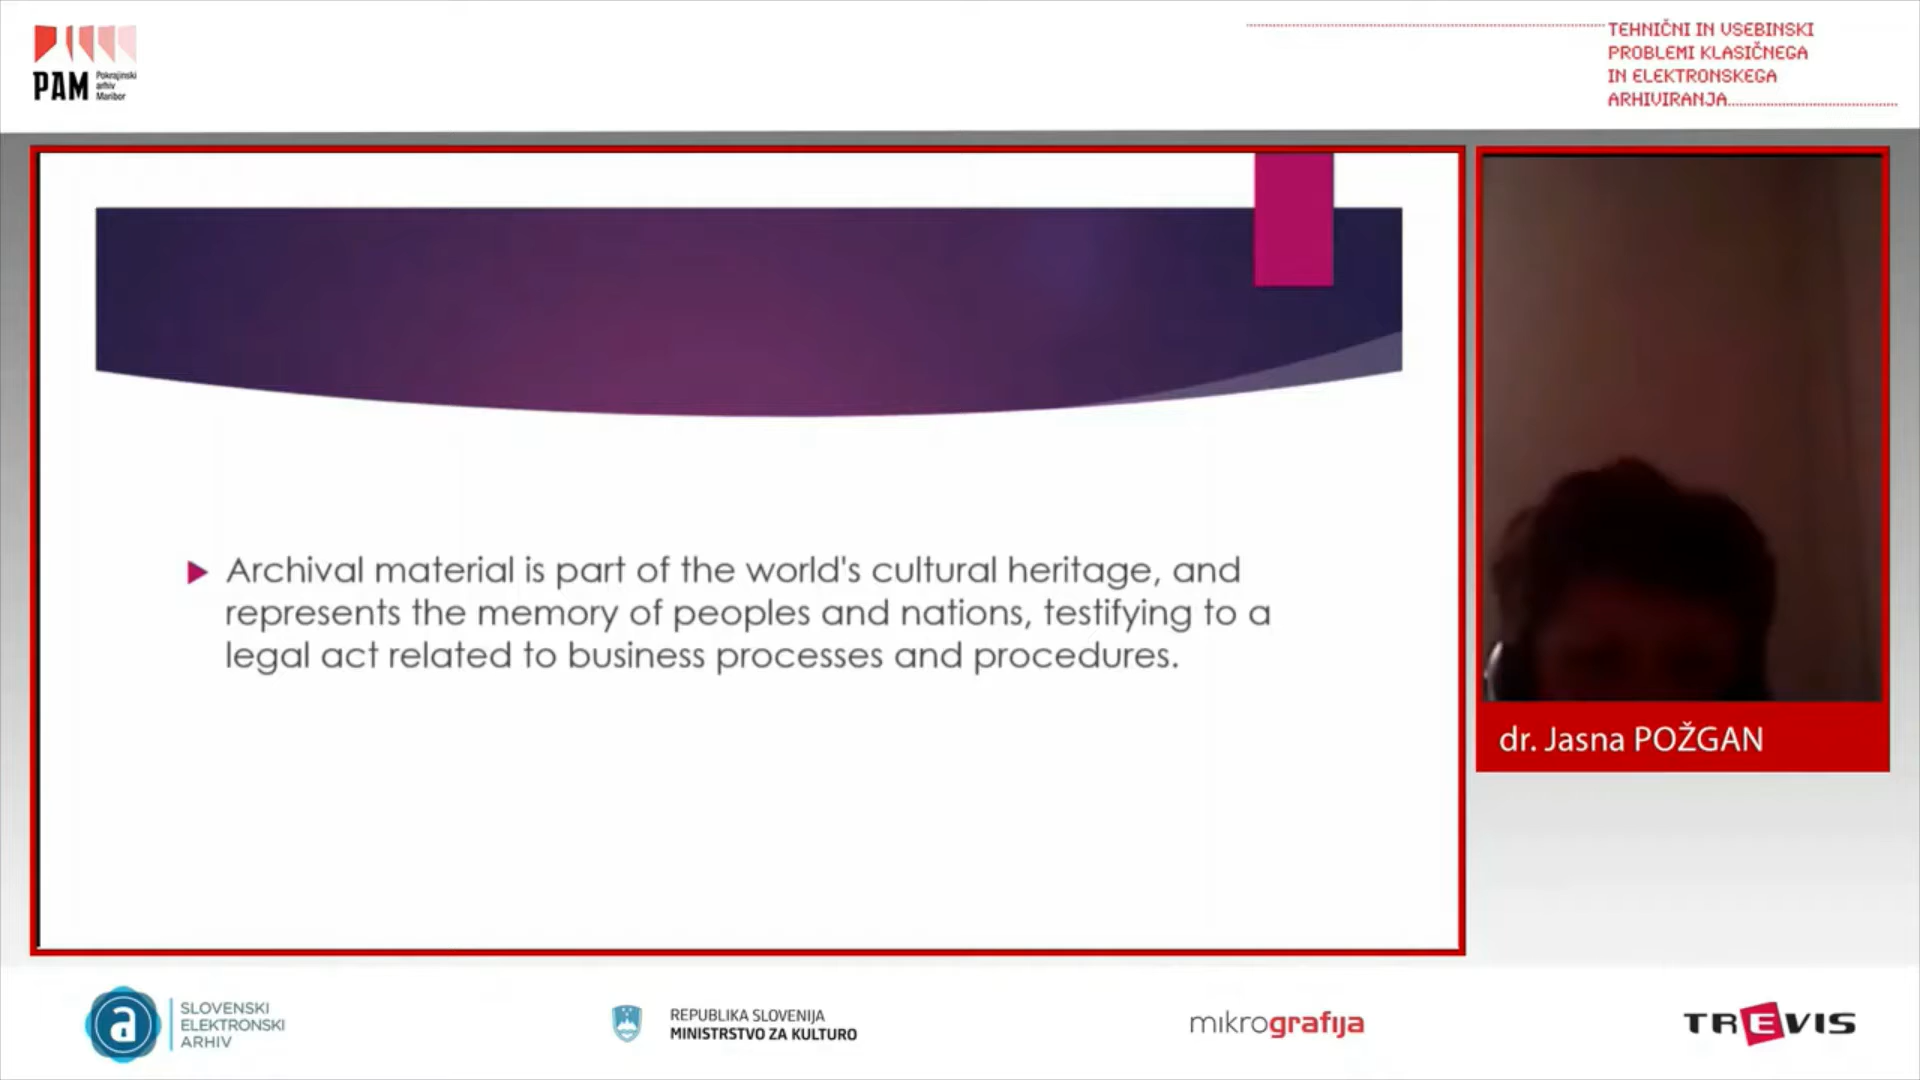 PAM
Pokrajinski
arhiv
Maribor
TEHNIČNI IN VSEBINSKI
PROBLEMI KLASIČNEGA
IN ELEKTRONSKEGA
ARHIVIRANJA
Archival material is part of the world's cultural heritage, and
represents the memory of peoples and nations, testifying to a
legal act related to business processes and procedures.
dr. Jasna POŽGAN
a
SLOVENSKI
ELEKTRONSKI
ARHIV
REPUBLIKA SLOVENIJA
MINISTRSTVO ZA KULTURO
mikrografija
TREVIS